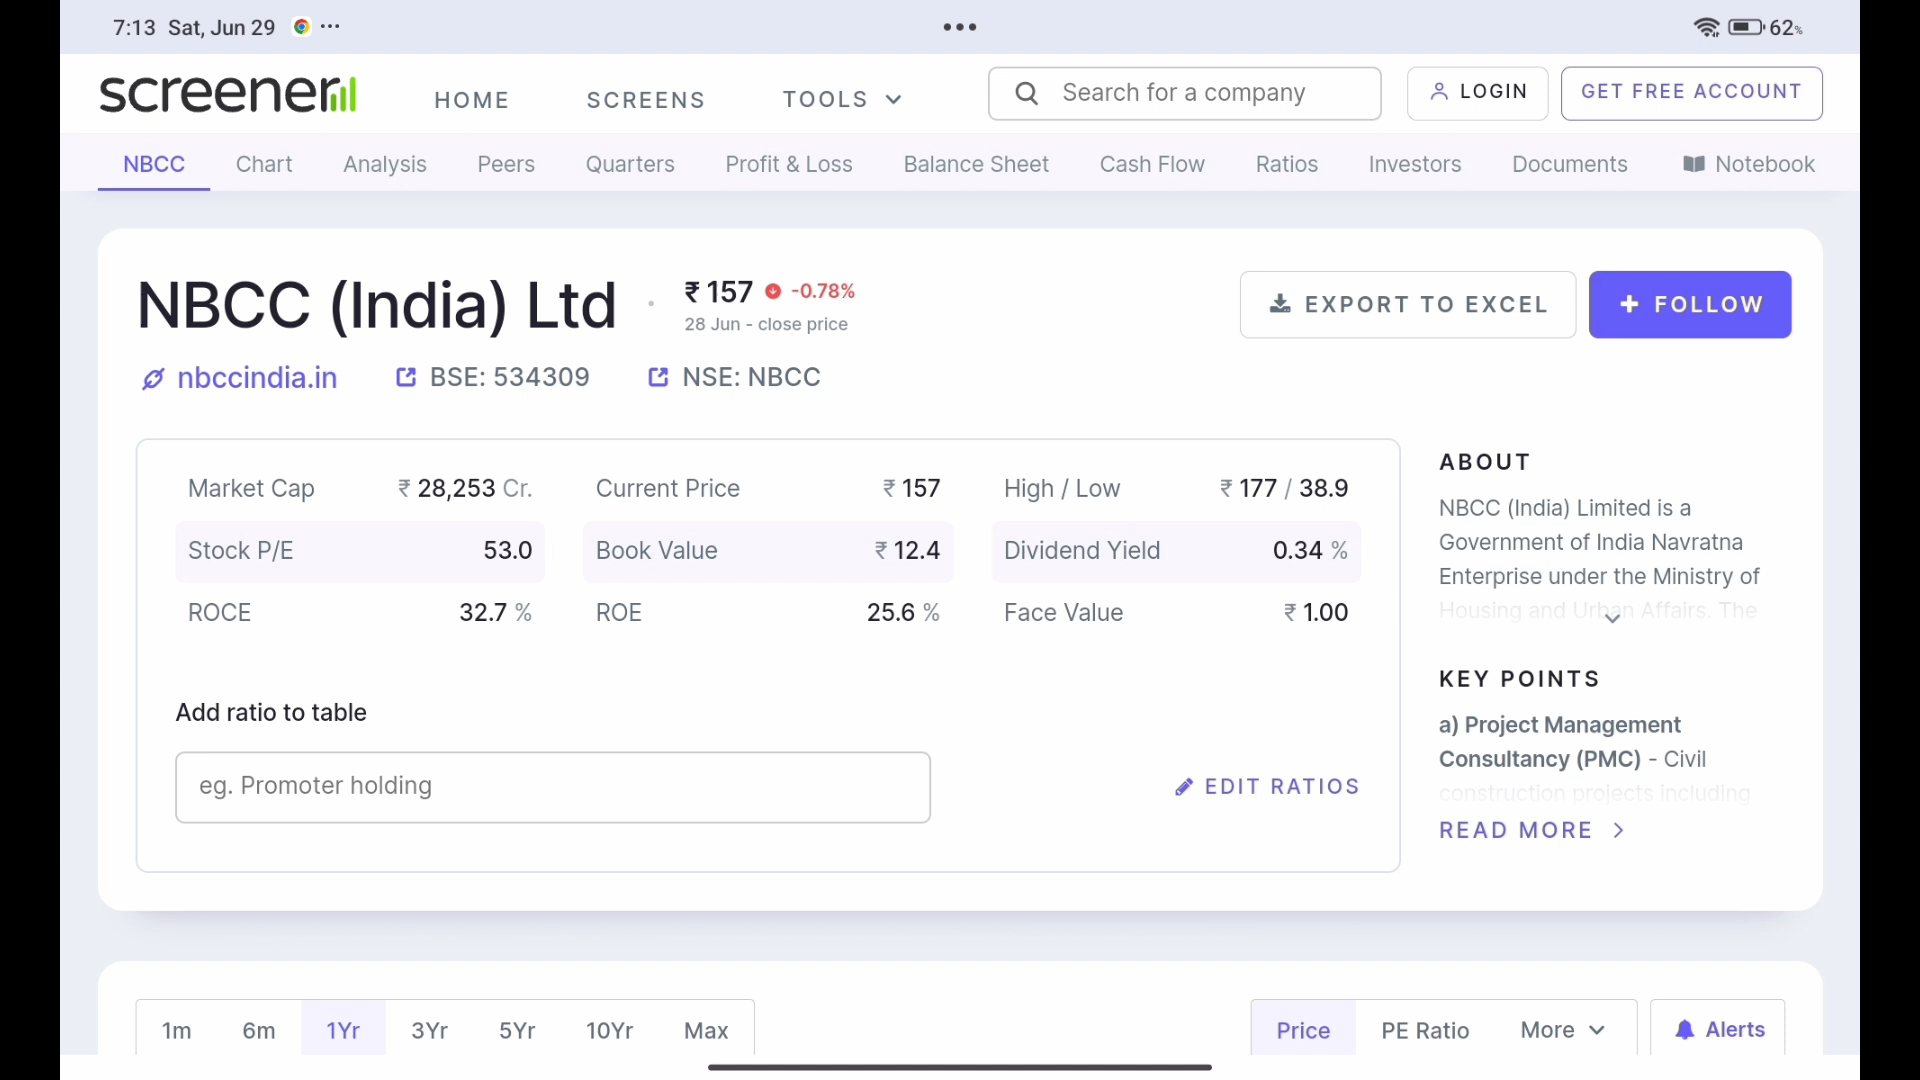 7:13 Sat, Jun 29
62%
screener
HOME
SCREENS
TOOLS
Search for a company
LOGIN
GET FREE ACCOUNT
NBCC
Chart
Analysis
Peers
Quarters
Profit & Loss
Balance Sheet
Cash Flow
Ratios
Investors
Documents
Notebook
NBCC (India) Ltd
₹ 157 -0.78%
28 Jun - close price
EXPORT TO EXCEL
+ FOLLOW
nbccindia.in
BSE: 534309
NSE: NBCC
Market Cap ₹ 28,253 Cr.
Current Price ₹ 157
High / Low ₹ 177 / 38.9
Stock P/E 53.0
Book Value ₹ 12.4
Dividend Yield 0.34 %
ROCE 32.7 %
ROE 25.6 %
Face Value ₹ 1.00
Add ratio to table
eg. Promoter holding
EDIT RATIOS
ABOUT
NBCC (India) Limited is a
Government of India Navratna
Enterprise under the Ministry of
Housing and Urban Affairs. The
KEY POINTS
a) Project Management
Consultancy (PMC) - Civil
construction projects including
READ MORE
1m
6m
1Yr
3Yr
5Yr
10Yr
Max
Price
PE Ratio
More
Alerts